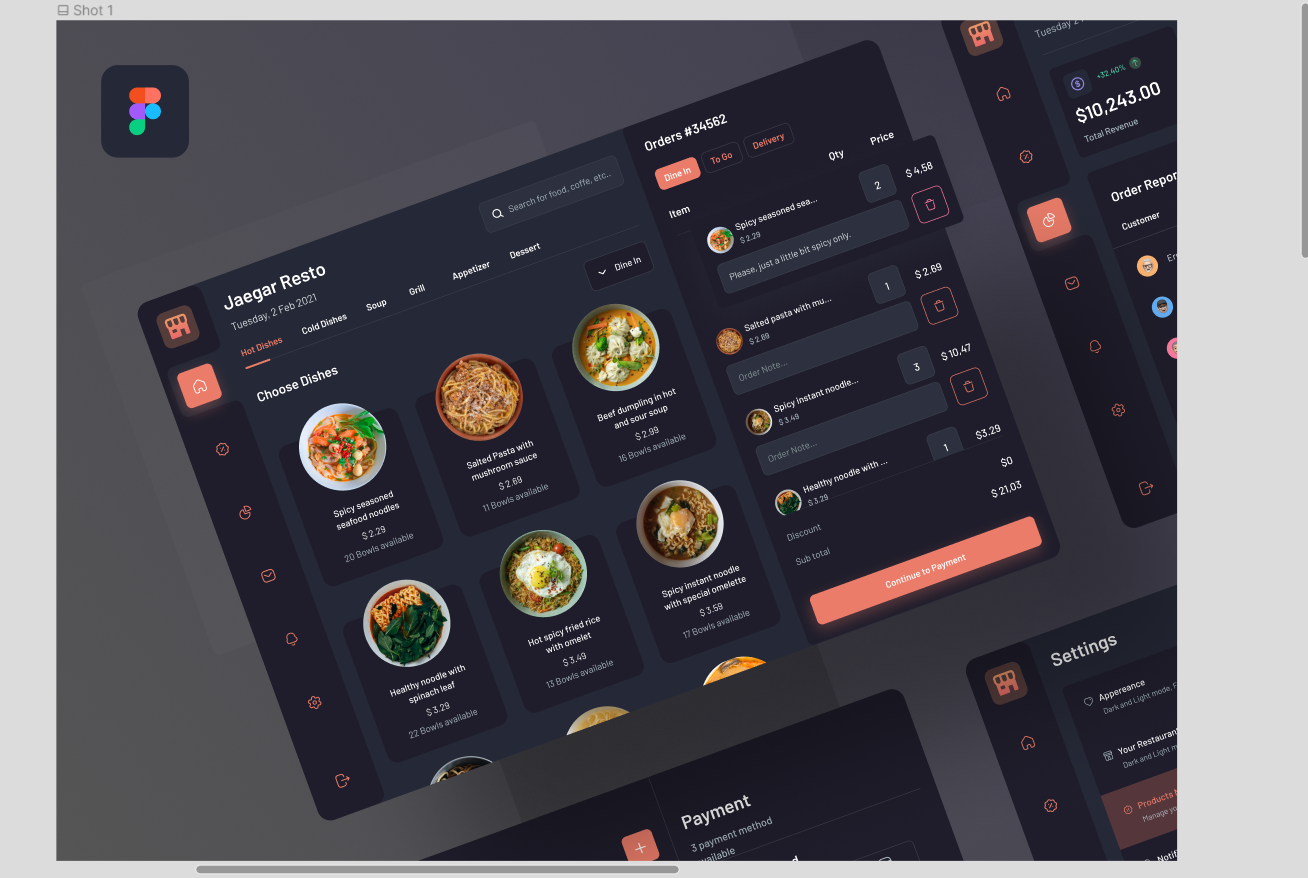 Shot 1
Jaegar Resto
Tuesday, 2 Feb 2021
Search for food, coffe, etc..
Hot Dishes
Cold Dishes
Soup
Grill
Appetizer
Dessert
Choose Dishes
Dine In
Spicy seasoned
seafood noodles
$ 2.29
20 Bowls available
Salted Pasta with
mushroom sauce
$ 2.69
11 Bowls available
Beef dumpling in hot
and sour soup
$ 2.99
16 Bowls available
Healthy noodle with
spinach leaf
$ 3.29
22 Bowls available
Hot spicy fried rice
with omelet
$ 3.49
13 Bowls available
Spicy instant noodle
with special omelette
$ 3.59
17 Bowls available
Orders #34562
Dine In
To Go
Delivery
Item
Qty
Price
Spicy seasoned sea...
$ 2.29
2
$ 4,58
Please, just a little bit spicy only.
Salted pasta with mu...
$ 2.69
1
$ 2.69
Order Note...
Spicy instant noodle...
$ 3.49
3
$ 10,47
Order Note...
Healthy noodle with ...
$ 3.29
1
$3.29
Discount
$0
Sub total
$ 21,03
Continue to Payment
Tuesday 2
+32.40%
$10,243.00
Total Revenue
Order Repor
Customer
Payment
3 payment method
available
Settings
Appereance
Dark and Light mode, F
Your Restauran
Dark and Light m
Products M
Manage yo
Notif